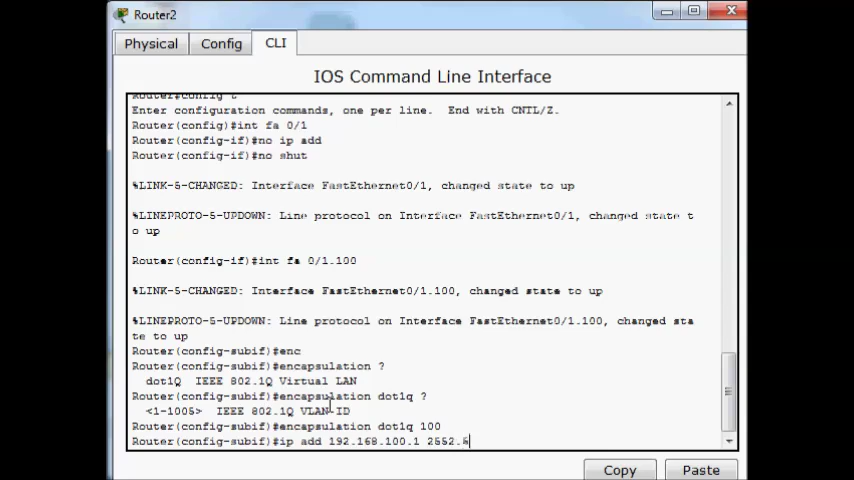 Router2
Physical Config CLI
IOS Command Line Interface
Router#config t
Enter configuration commands, one per line. End with CNTL/Z.
Router(config)#int fa 0/1
Router(config-if)#no ip add
Router(config-if)#no shut
%LINK-5-CHANGED: Interface FastEthernet0/1, changed state to up
%LINEPROTO-5-UPDOWN: Line protocol on Interface FastEthernet0/1, changed state t
o up
Router(config-if)#int fa 0/1.100
%LINK-5-CHANGED: Interface FastEthernet0/1.100, changed state to up
%LINEPROTO-5-UPDOWN: Line protocol on Interface FastEthernet0/1.100, changed sta
te to up
Router(config-subif)#enc
Router(config-subif)#encapsulation ?
dot1Q IEEE 802.1Q Virtual LAN
Router(config-subif)#encapsulation dot1q ?
<1-1005> IEEE 802.1Q VLAN ID
Router(config-subif)#encapsulation dot1q 100
Router(config-subif)#ip add 192.168.100.1 2552.5
Copy Paste